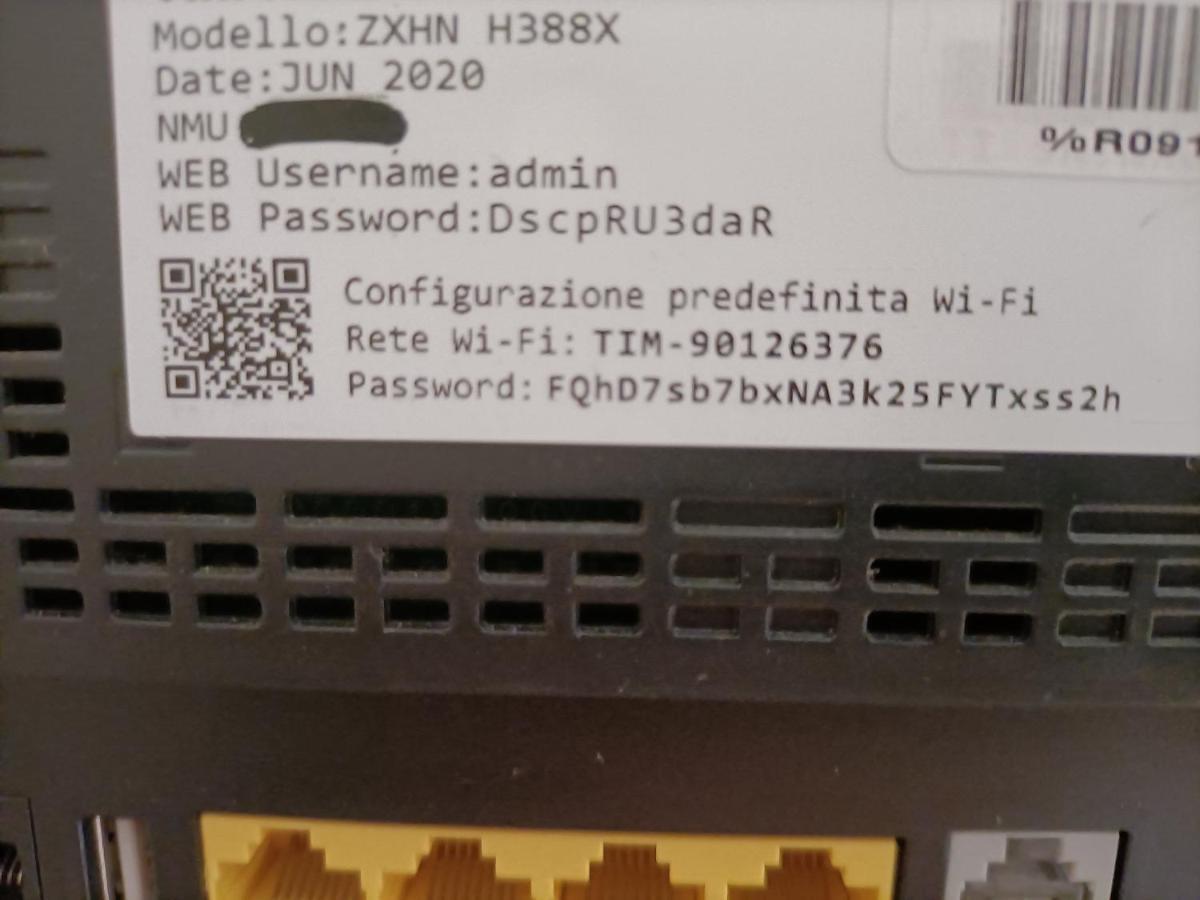 Modello:ZXHN H388X
Date:JUN 2020
NMU
WEB Username:admin
WEB Password:DscpRU3daR
%R091
Configurazione predefinita Wi-Fi
Rete Wi-Fi: TIM-90126376
Password: FQhD7sb7bxNA3k25FYTxss2h